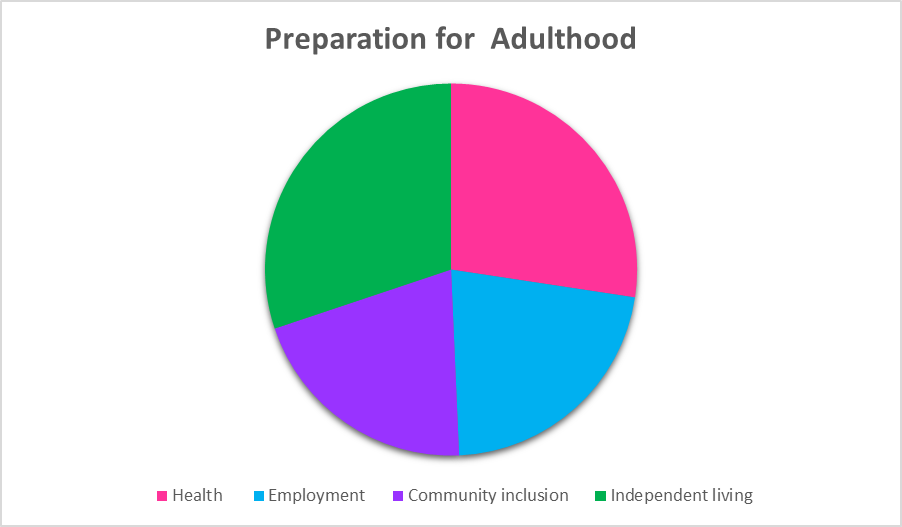 Preparation for  Adulthood
Health Employment Community inclusion Independent living